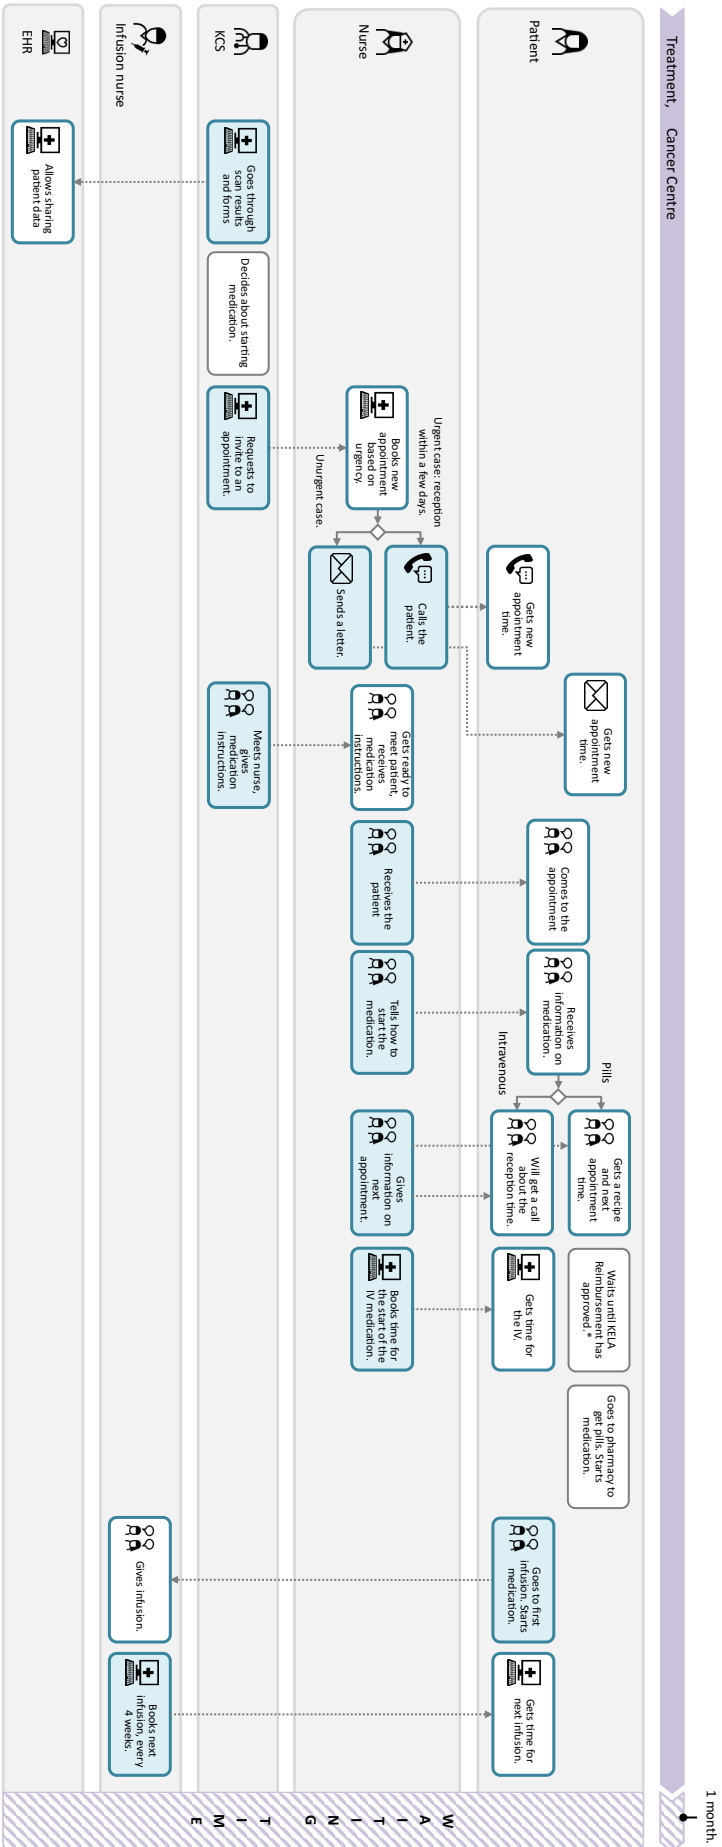 1 month.
Treatment, Cancer Centre
Patient
Gets new
appointment
time.
Gets new
appointment
time.
Comes to the
appointment
Receives
information on
medication.
Pills
Intravenous
Gets a recipe
and next
appointment
time.
Will get a call
about the
reception time.
Waits until KELA
Reimbursement has
approved.*
Gets time for
the IV.
Goes to pharmacy to
get pills. Starts
medication.
Goes to first
infusion. Starts
medication.
Gets time for
next infusion.
Nurse
Urgent case: reception
within a few days.
Books new
appointment
based on
urgency.
Unurgent case.
Calls the
patient.
Sends a letter.
Gets ready to
meet patient,
receives
medication
instructions.
Receives the
patient
Tells how to
start the
medication.
Gives
information on
next
appointment.
Books time for
the start of the
IV medication.
KCS
Goes through
scan results
and forms
Decides about starting
medication.
Requests to
invite to an
appointment.
Meets nurse,
gives
medication
instructions.
Infusion nurse
Gives infusion.
Books next
infusion, every
4 weeks.
EHR
Allows sharing
patient data
WAITING
TIME